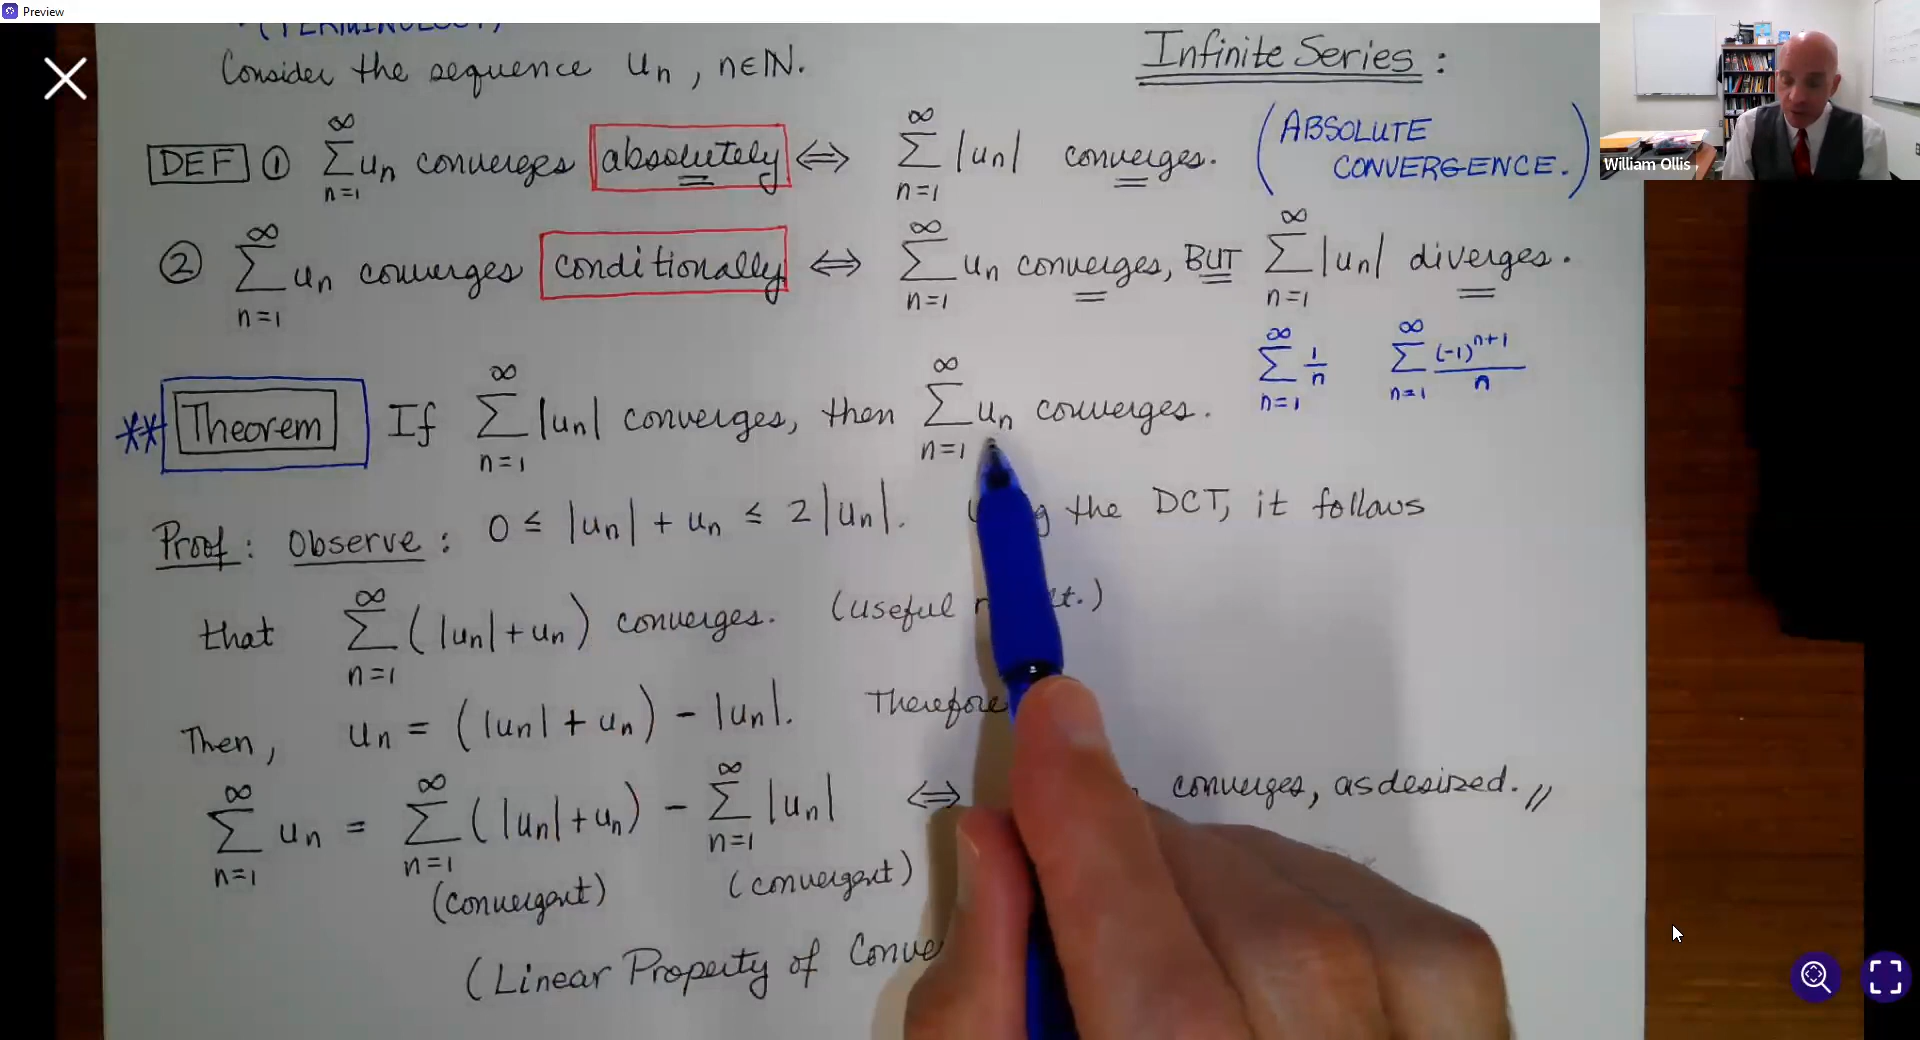 Preview
(TERMINOLOGY)
Consider the sequence uₙ, n∈ℕ.
Infinite Series:
DEF ① ∞ Σ n=1 uₙ converges absolutely ⇔ ∞ Σ n=1 |uₙ| converges.
(ABSOLUTE CONVERGENCE.)
William Ollis
② ∞ Σ n=1 uₙ converges conditionally ⇔ ∞ Σ n=1 uₙ converges, BUT ∞ Σ n=1 |uₙ| diverges.
∞ Σ n=1 1/n ∞ Σ n=1 (-1)ⁿ⁺¹/n
** Theorem If ∞ Σ n=1 |uₙ| converges, then ∞ Σ n=1 uₙ converges.
Proof: Observe: 0 ≤ |uₙ| + uₙ ≤ 2|uₙ|. the DCT, it follows
that ∞ Σ n=1 (|uₙ|+uₙ) converges. (useful
Then, uₙ = (|uₙ| + uₙ) - |uₙ|. Therefore
∞ Σ n=1 uₙ = ∞ Σ n=1 (|uₙ|+uₙ) - ∞ Σ n=1 |uₙ| ⇔ converges, as desired. //
(convergent) (convergent)
(Linear Property of